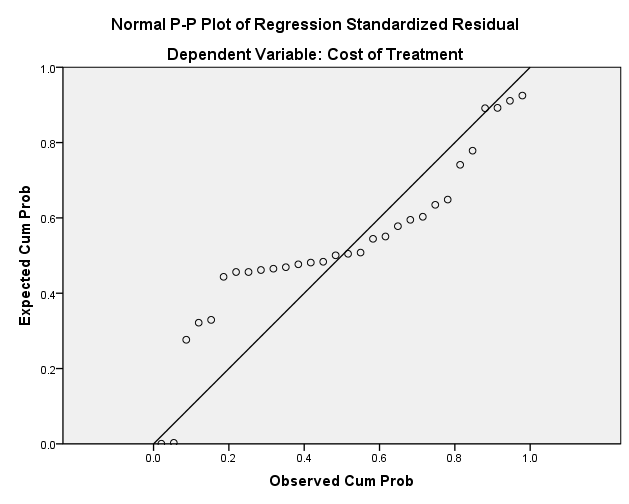 Normal P-P Plot of Regression Standardized Residual
Dependent Variable: Cost of Treatment
1.0
0.8
0.6
0.4
0.2
0.0
Expected Cum Prob
0.0 0.2 0.4 0.6 0.8 1.0
Observed Cum Prob